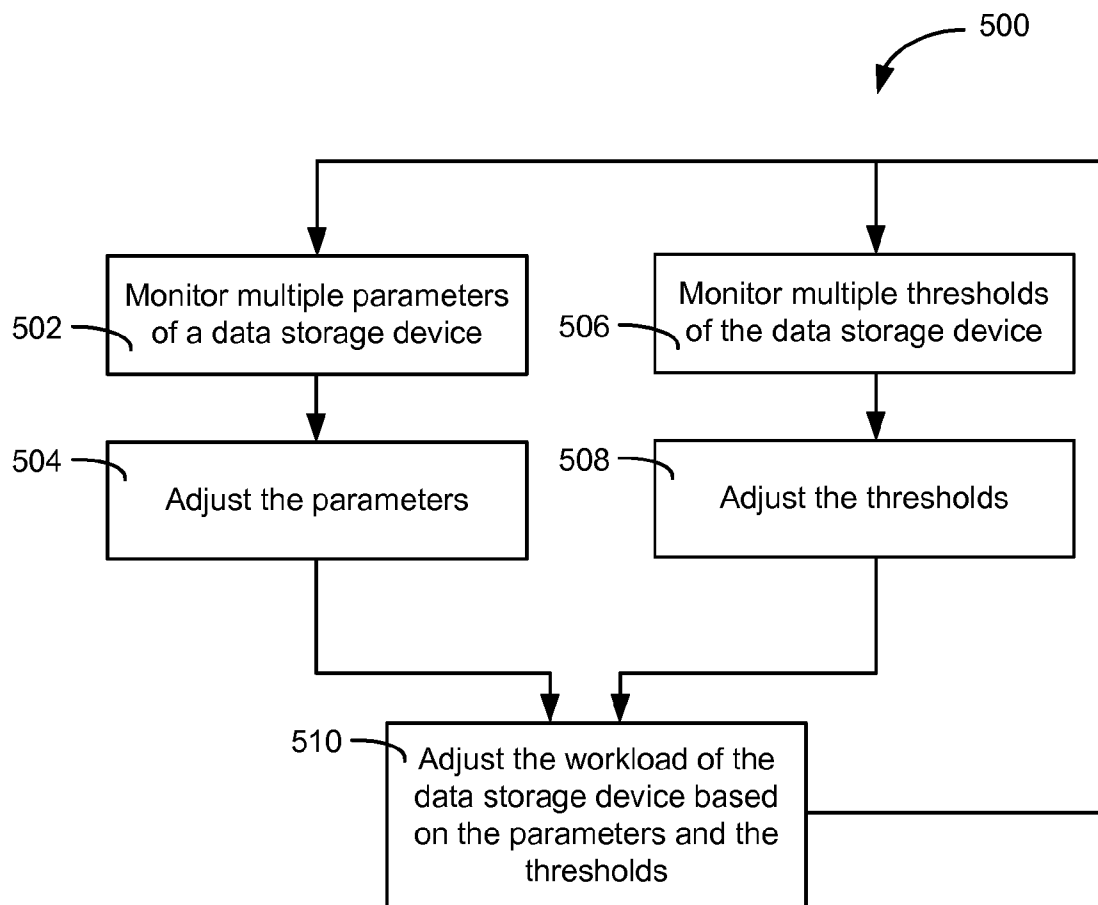 500
Monitor multiple parameters
of a data storage device
502
Monitor multiple thresholds
of the data storage device
506
504
Adjust the parameters
508
Adjust the thresholds
510
Adjust the workload of the
data storage device based
on the parameters and the
thresholds